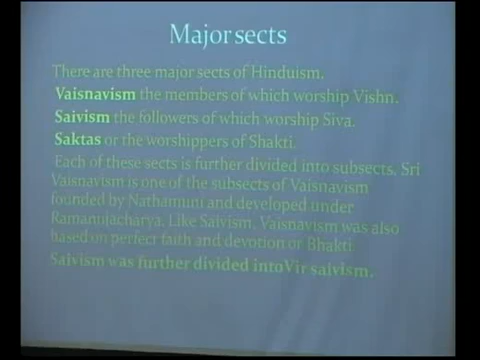 Major sects
There are three major sects of Hinduism.
Vaisnavism the members of which worship Vishn.
Saivism the followers of which worship Siva.
Saktas or the worshippers of Shakti.
Each of these sects is further divided into subsects. Sri
Vaisnavism is one of the subsects of Vaisnavism
founded by Nathamuni and developed under
Ramanujacharya. Like Saivism, Vaisnavism was also
based on perfect faith and devotion or Bhakti.
Saivism was further divided into Vir saivism.